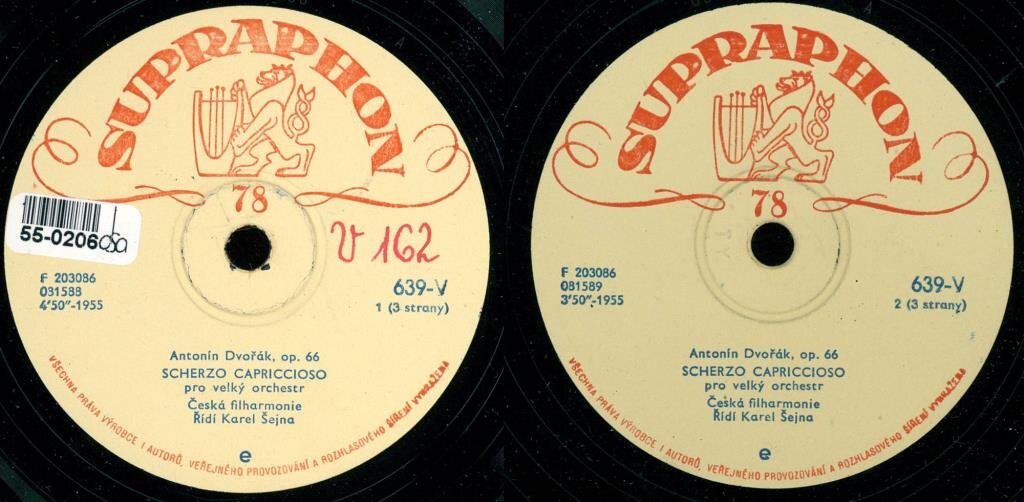 SUPRAPHON
78
55-0206
V 162
F 203086
031588
4'50"-1955
639-V
1 (3 strany)
Antonín Dvořák, op. 66
SCHERZO CAPRICCIOSO
pro velký orchestr
Česká filharmonie
Řídí Karel Šejna
e
VŠECHNA PRÁVA VÝROBCE I AUTORŮ, VEŘEJNÉHO PROVOZOVÁNÍ A ROZHLASOVÉHO ŠÍŘENÍ VYHRAŽENA
SUPRAPHON
78
TY
F 203086
081589
3'50"-1955
639-V
2 (3 strany)
Antonín Dvořák, op. 66
SCHERZO CAPRICCIOSO
pro velký orchestr
Česká filharmonie
Řídí Karel Šejna
e
VŠECHNA PRÁVA VÝROBCE I AUTORŮ, VEŘEJNÉHO PROVOZOVÁNÍ A ROZHLASOVÉHO ŠÍŘENÍ VYHRAŽENA